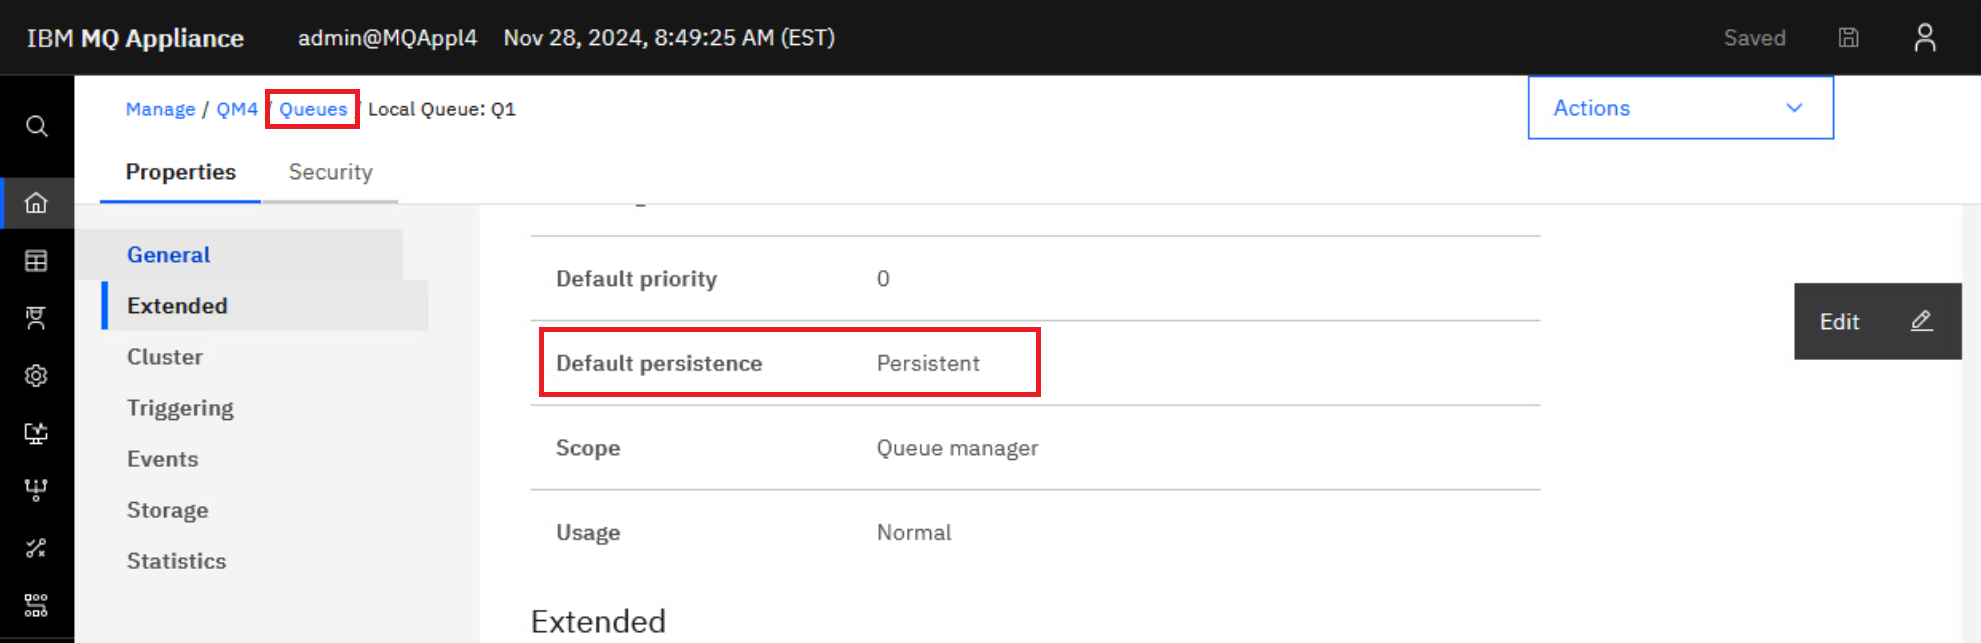 IBM MQ Appliance admin@MQAppl4 Nov 28, 2024, 8:49:25 AM (EST) Saved
Manage / QM4 / Queues / Local Queue: Q1
Actions
Properties Security
General
Extended
Cluster
Triggering
Events
Storage
Statistics
Default priority 0
Default persistence Persistent
Scope Queue manager
Usage Normal
Extended
Edit